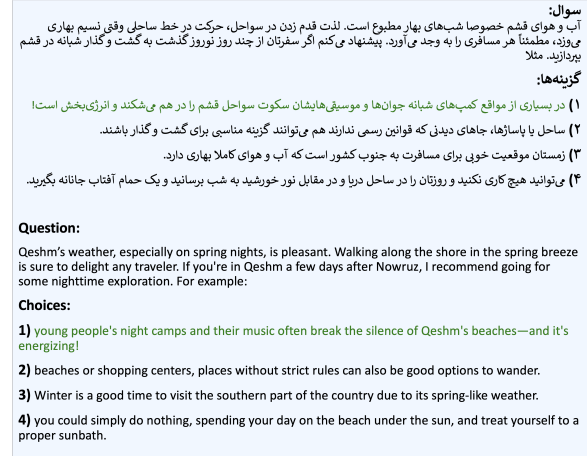 سوال:
آب و هوای قشم خصوصا شب‌های بهار مطبوع است. لذت قدم زدن در سواحل، حرکت در خط ساحلی وقتی نسیم بهاری
می‌وزد، مطمئناً هر مسافری را به وجد می‌آورد. پیشنهاد می‌کنم اگر سفرتان از چند روز نوروز گذشت به گشت و گذار شبانه در قشم
بپردازید. مثلا
گزینه‌ها:
۱) در بسیاری از مواقع کمپ‌های شبانه جوان‌ها و موسیقی‌هایشان سکوت سواحل قشم را در هم می‌شکند و انرژی‌بخش است!
۲) ساحل یا پاساژها، جاهای دیدنی که قوانین رسمی ندارند هم می‌توانند گزینه مناسبی برای گشت و گذار باشند.
۳) زمستان موقعیت خوبی برای مسافرت به جنوب کشور است که آب و هوای کاملا بهاری دارد.
۴) می‌توانید هیچ کاری نکنید و روزتان را در ساحل دریا و در مقابل نور خورشید به شب برسانید و یک حمام آفتاب جانانه بگیرید.
Question:
Qeshm's weather, especially on spring nights, is pleasant. Walking along the shore in the spring breeze
is sure to delight any traveler. If you're in Qeshm a few days after Nowruz, I recommend going for
some nighttime exploration. For example:
Choices:
1) young people's night camps and their music often break the silence of Qeshm's beaches—and it's
energizing!
2) beaches or shopping centers, places without strict rules can also be good options to wander.
3) Winter is a good time to visit the southern part of the country due to its spring-like weather.
4) you could simply do nothing, spending your day on the beach under the sun, and treat yourself to a
proper sunbath.